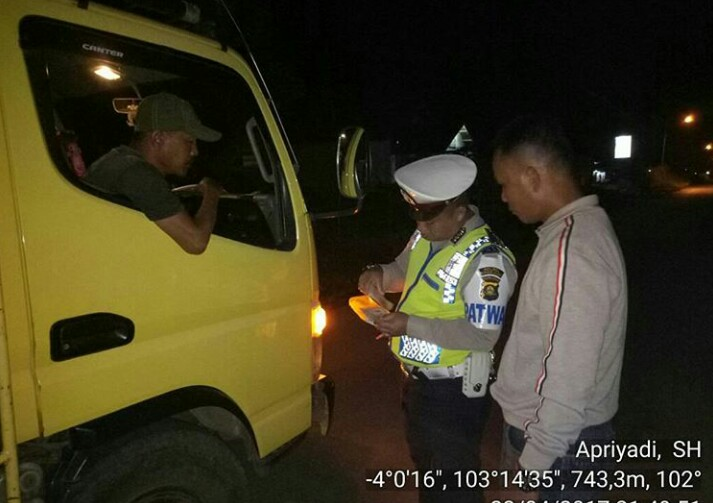 CANTER
PATWAL
Apriyadi, SH
-4°0'16", 103°14'35", 743,3m, 102°